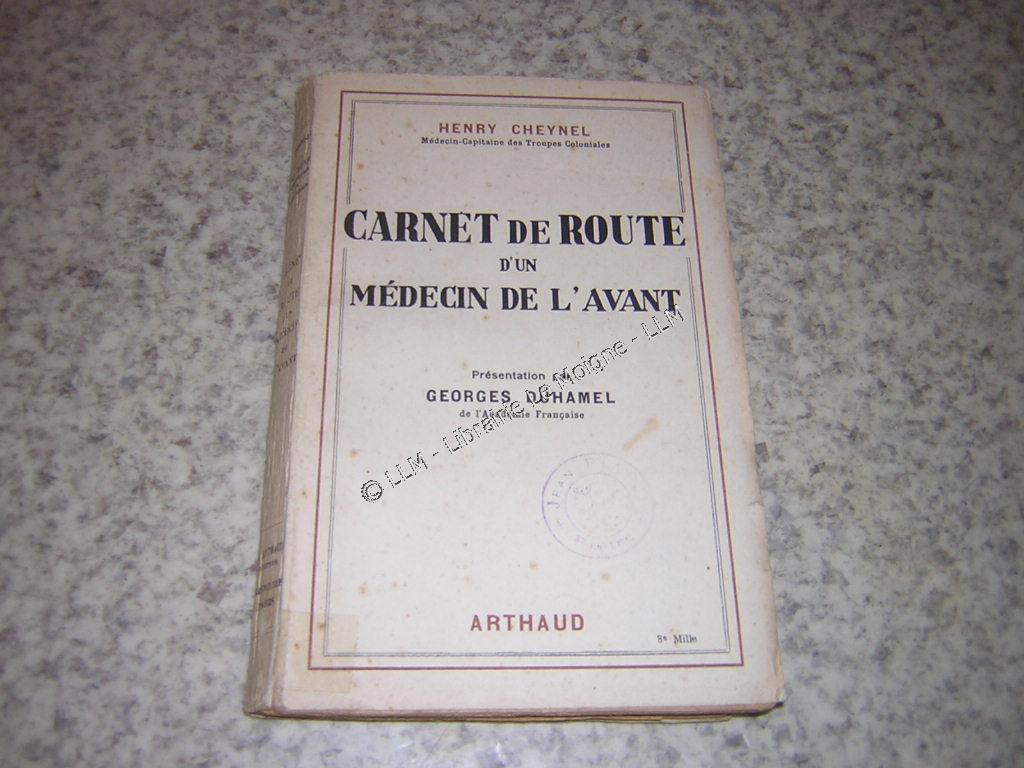 HENRY CHEYNEL
Médecin-Capitaine des Troupes Coloniales
CARNET DE ROUTE
D'UN
MÉDECIN DE L'AVANT
Présentation
GEORGES DUHAMEL
de l'Académie Française
© LLM - Librairie Le Moigne - LLM
JEAN
ARTHAUD
8e Mille